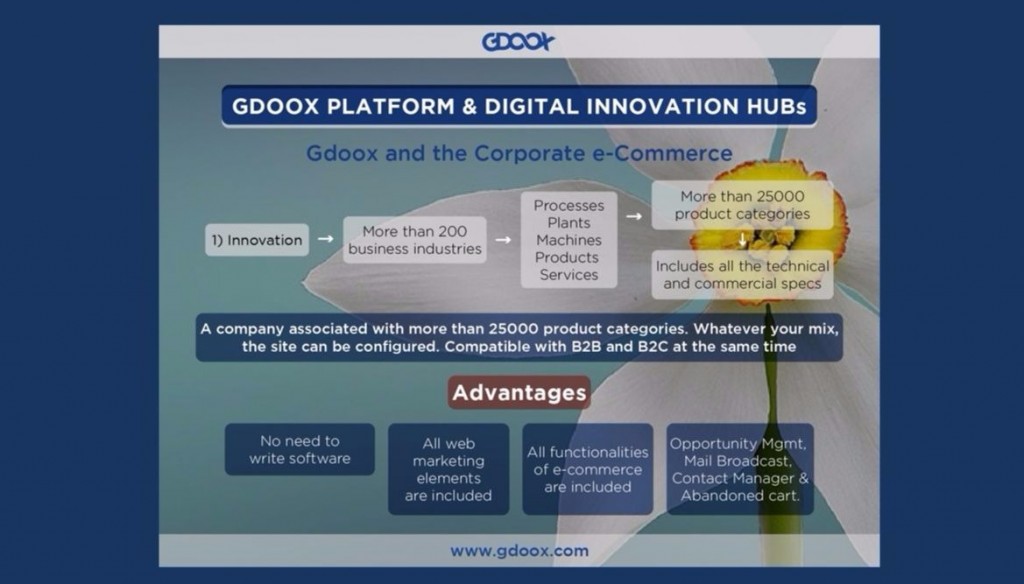 GDOOX
GDOOX PLATFORM & DIGITAL INNOVATION HUBs
Gdoox and the Corporate e-Commerce
1) Innovation
More than 200
business industries
Processes
Plants
Machines
Products
Services
More than 25000
product categories
Includes all the technical
and commercial specs
A company associated with more than 25000 product categories. Whatever your mix,
the site can be configured. Compatible with B2B and B2C at the same time
Advantages
No need to
write software
All web
marketing
elements
are included
All functionalities
of e-commerce
are included
Opportunity Mgmt,
Mail Broadcast,
Contact Manager &
Abandoned cart.
www.gdoox.com